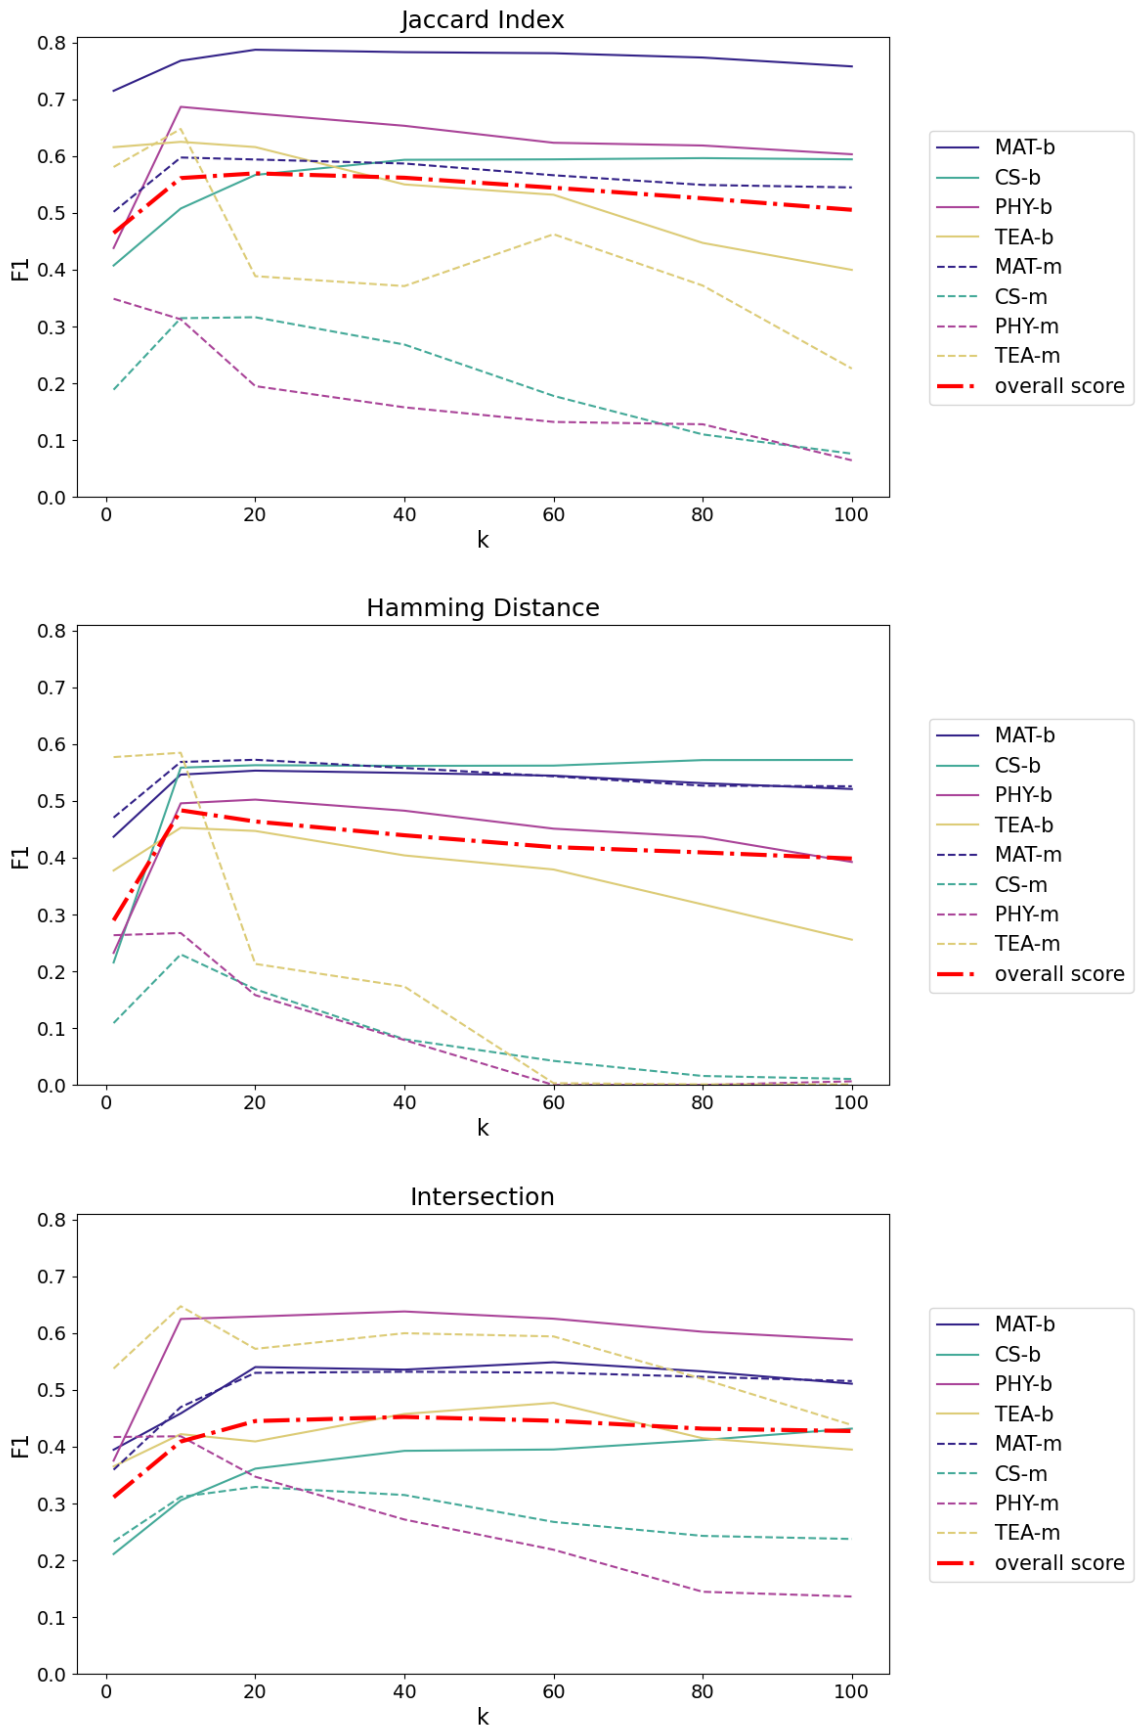 Jaccard Index
0.8
0.7
0.6
0.5
0.4
0.3
0.2
0.1
0.0
F1
0
20
40
60
80
100
k
MAT-b
CS-b
PHY-b
TEA-b
MAT-m
CS-m
PHY-m
TEA-m
overall score
Hamming Distance
0.8
0.7
0.6
0.5
0.4
0.3
0.2
0.1
0.0
F1
0
20
40
60
80
100
k
MAT-b
CS-b
PHY-b
TEA-b
MAT-m
CS-m
PHY-m
TEA-m
overall score
Intersection
0.8
0.7
0.6
0.5
0.4
0.3
0.2
0.1
0.0
F1
0
20
40
60
80
100
k
MAT-b
CS-b
PHY-b
TEA-b
MAT-m
CS-m
PHY-m
TEA-m
overall score